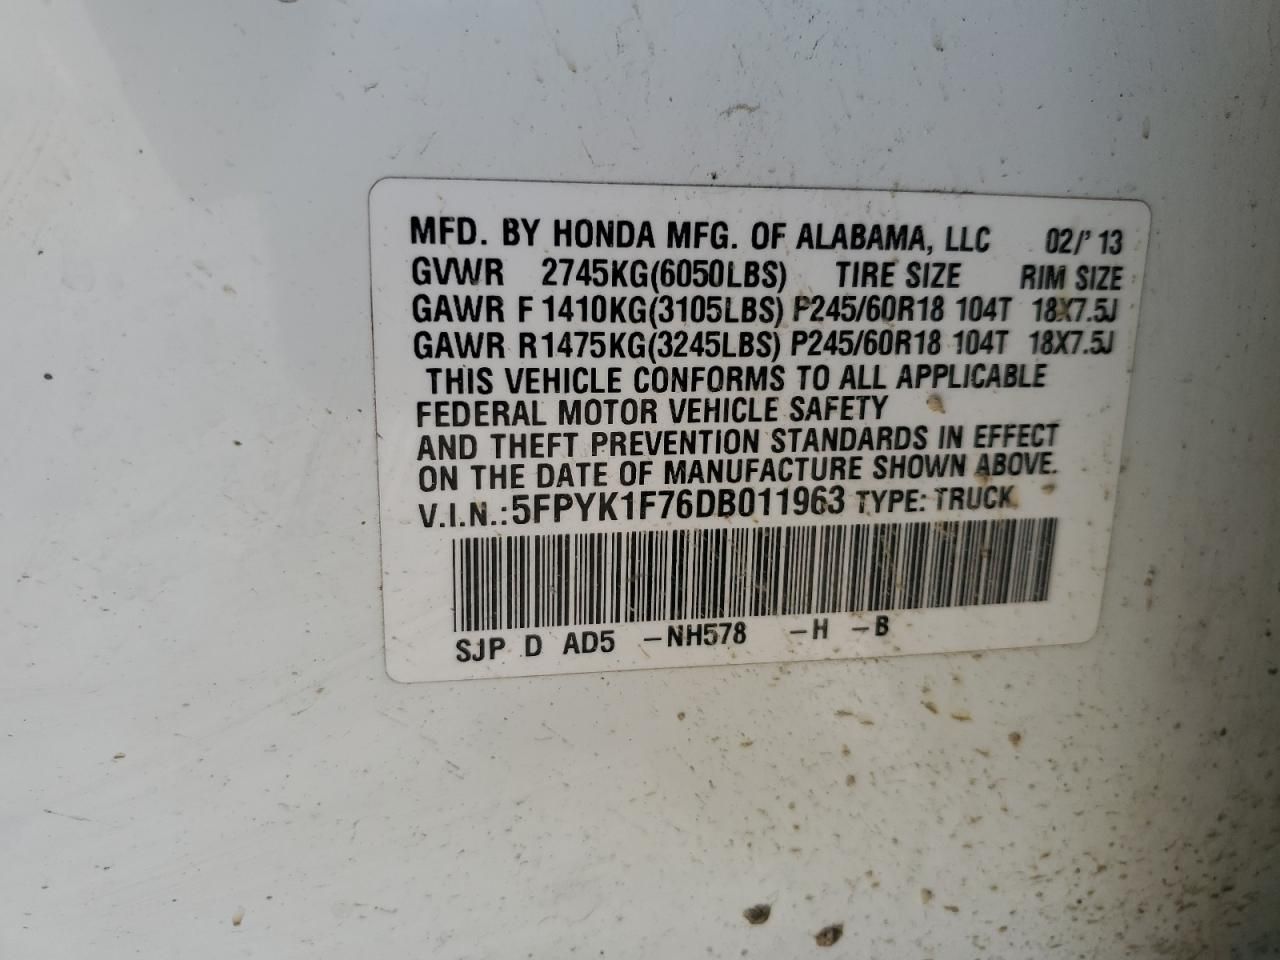 MFD. BY HONDA MFG. OF ALABAMA, LLC 02/'13
GVWR 2745KG(6050LBS) TIRE SIZE RIM SIZE
GAWR F 1410KG(3105LBS) P245/60R18 104T 18X7.5J
GAWR R 1475KG(3245LBS) P245/60R18 104T 18X7.5J
THIS VEHICLE CONFORMS TO ALL APPLICABLE
FEDERAL MOTOR VEHICLE SAFETY
AND THEFT PREVENTION STANDARDS IN EFFECT
ON THE DATE OF MANUFACTURE SHOWN ABOVE.
V.I.N.:5FPYK1F76DB011963 TYPE: TRUCK
SJP D AD5 -NH578 -H -B